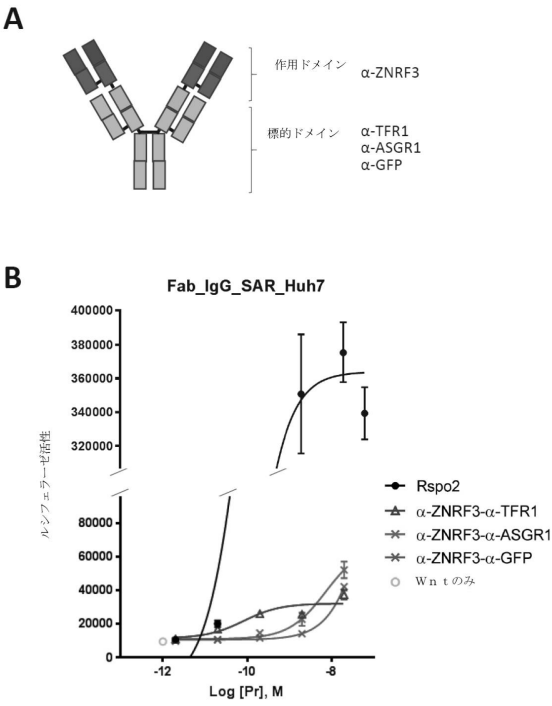 A
作用ドメイン
α-ZNRF3
標的ドメイン
α-TFR1
α-ASGR1
α-GFP
B
Fab_IgG_SAR_Huh7
ルシフェラーゼ活性
400000
380000
360000
340000
320000
80000
60000
40000
20000
0
-12
-10
-8
Log [Pr], M
Rspo2
α-ZNRF3-α-TFR1
α-ZNRF3-α-ASGR1
α-ZNRF3-α-GFP
Wntのみ